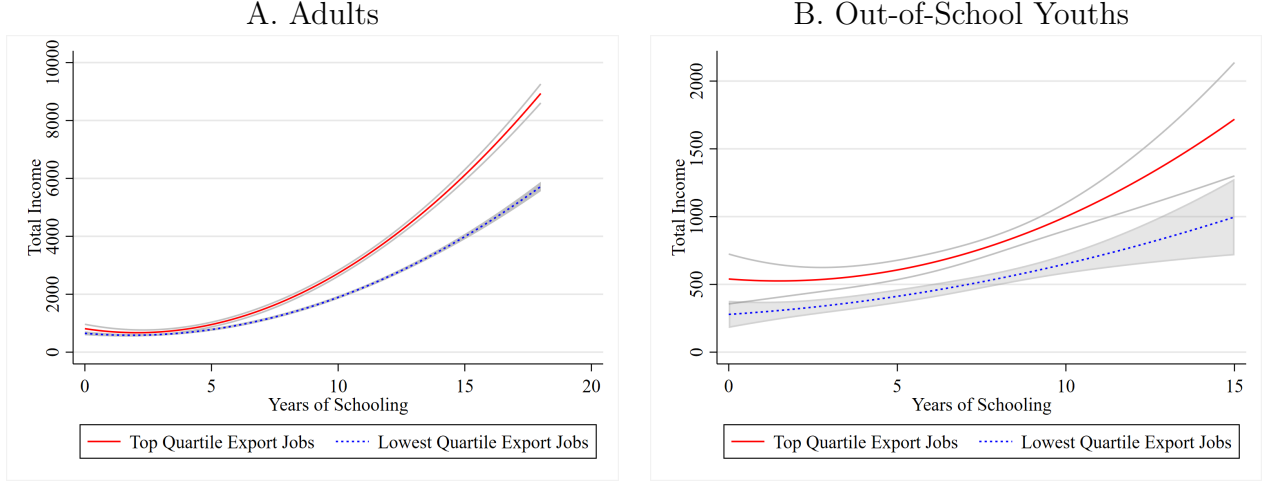 A. Adults
Total Income
10000
8000
6000
4000
2000
0
0 5 10 15 20
Years of Schooling
Top Quartile Export Jobs Lowest Quartile Export Jobs
B. Out-of-School Youths
Total Income
2000
1500
1000
500
0
0 5 10 15
Years of Schooling
Top Quartile Export Jobs Lowest Quartile Export Jobs